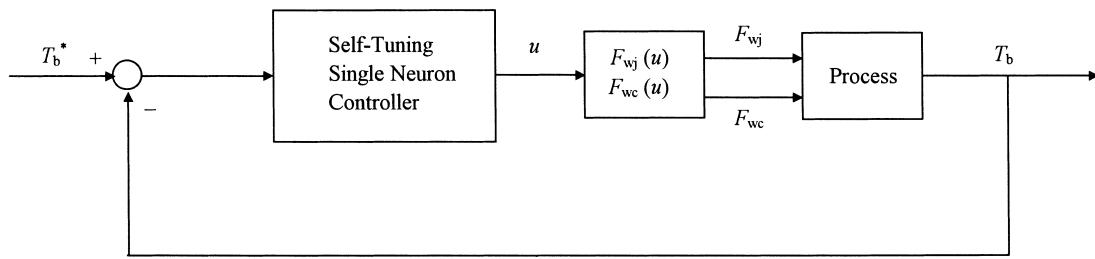 T_b^*
+
−
Self-Tuning
Single Neuron
Controller
u
F_wj (u)
F_wc (u)
F_wj
F_wc
Process
T_b